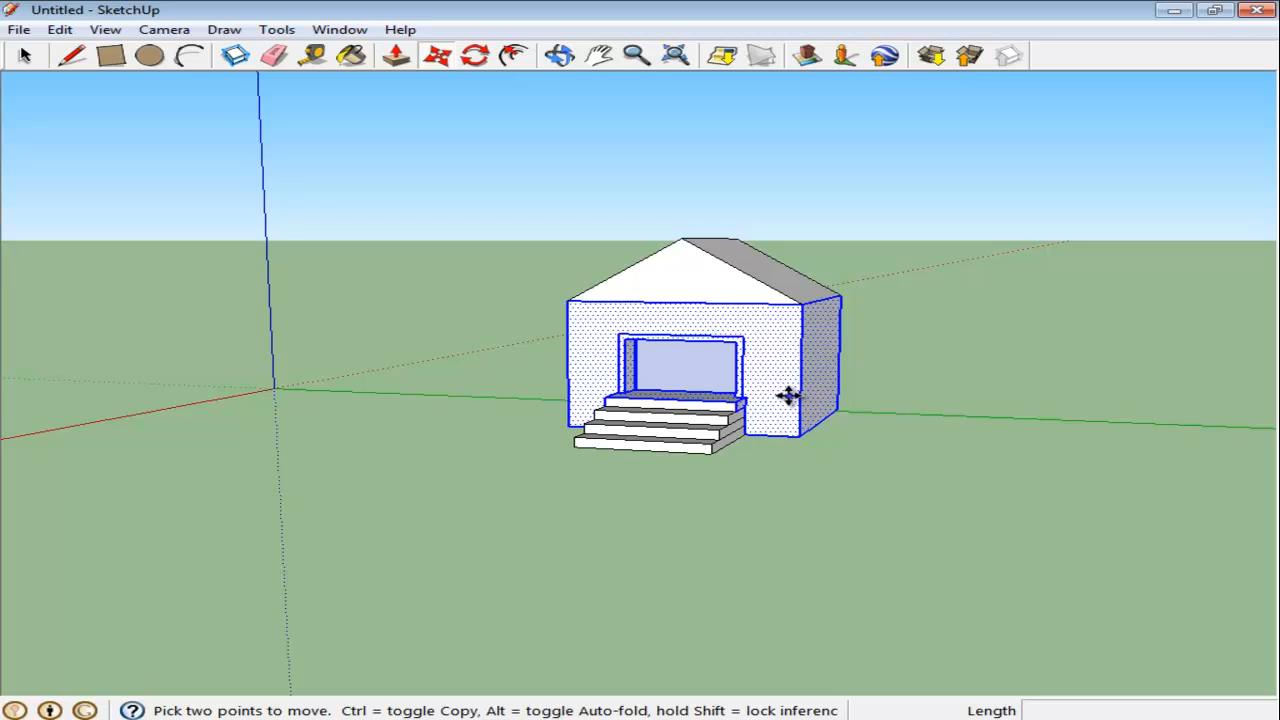 Untitled - SketchUp
File Edit View Camera Draw Tools Window Help
Pick two points to move. Ctrl = toggle Copy, Alt = toggle Auto-fold, hold Shift = lock inferenc Length